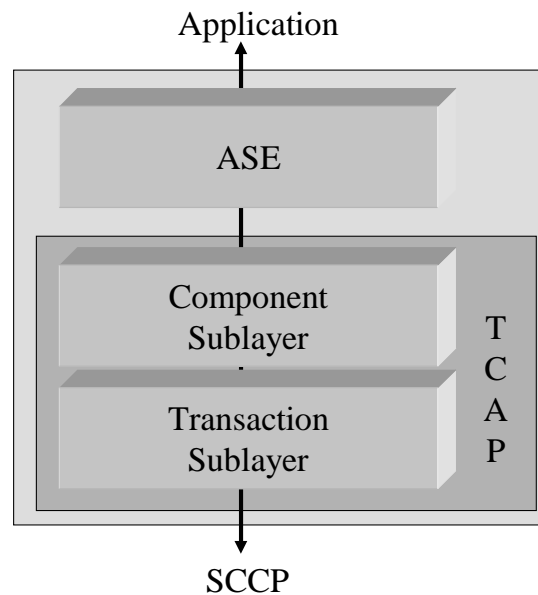 Application
ASE
Component
Sublayer
Transaction
Sublayer
T
C
A
P
SCCP